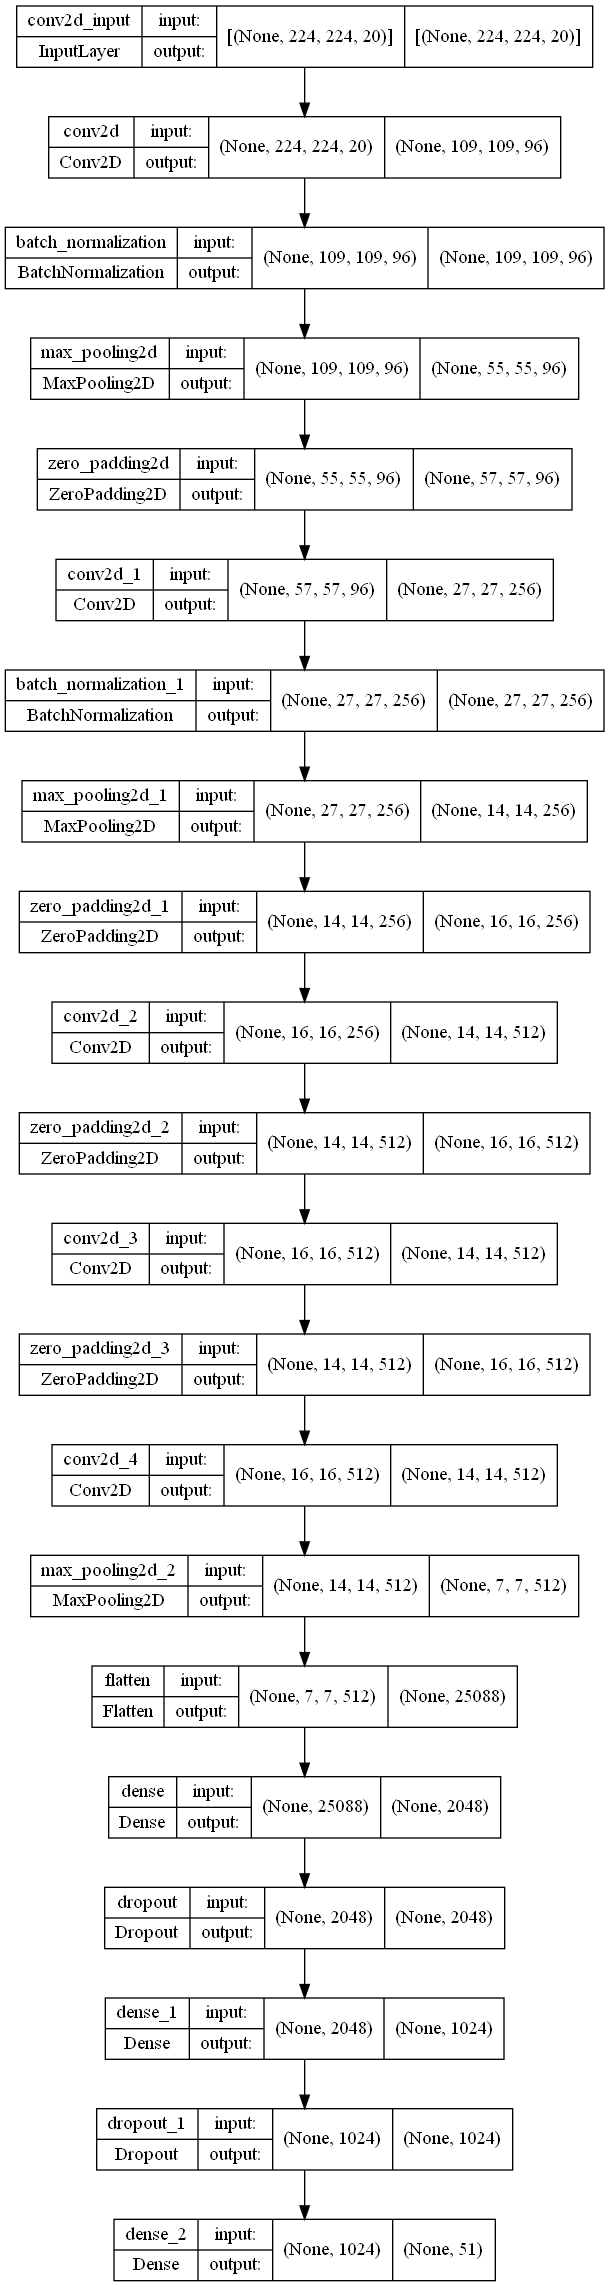 conv2d_input input: [(None, 224, 224, 20)] [(None, 224, 224, 20)]
InputLayer output:
conv2d input: (None, 224, 224, 20) (None, 109, 109, 96)
Conv2D output:
batch_normalization input: (None, 109, 109, 96) (None, 109, 109, 96)
BatchNormalization output:
max_pooling2d input: (None, 109, 109, 96) (None, 55, 55, 96)
MaxPooling2D output:
zero_padding2d input: (None, 55, 55, 96) (None, 57, 57, 96)
ZeroPadding2D output:
conv2d_1 input: (None, 57, 57, 96) (None, 27, 27, 256)
Conv2D output:
batch_normalization_1 input: (None, 27, 27, 256) (None, 27, 27, 256)
BatchNormalization output:
max_pooling2d_1 input: (None, 27, 27, 256) (None, 14, 14, 256)
MaxPooling2D output:
zero_padding2d_1 input: (None, 14, 14, 256) (None, 16, 16, 256)
ZeroPadding2D output:
conv2d_2 input: (None, 16, 16, 256) (None, 14, 14, 512)
Conv2D output:
zero_padding2d_2 input: (None, 14, 14, 512) (None, 16, 16, 512)
ZeroPadding2D output:
conv2d_3 input: (None, 16, 16, 512) (None, 14, 14, 512)
Conv2D output:
zero_padding2d_3 input: (None, 14, 14, 512) (None, 16, 16, 512)
ZeroPadding2D output:
conv2d_4 input: (None, 16, 16, 512) (None, 14, 14, 512)
Conv2D output:
max_pooling2d_2 input: (None, 14, 14, 512) (None, 7, 7, 512)
MaxPooling2D output:
flatten input: (None, 7, 7, 512) (None, 25088)
Flatten output:
dense input: (None, 25088) (None, 2048)
Dense output:
dropout input: (None, 2048) (None, 2048)
Dropout output:
dense_1 input: (None, 2048) (None, 1024)
Dense output:
dropout_1 input: (None, 1024) (None, 1024)
Dropout output:
dense_2 input: (None, 1024) (None, 51)
Dense output: